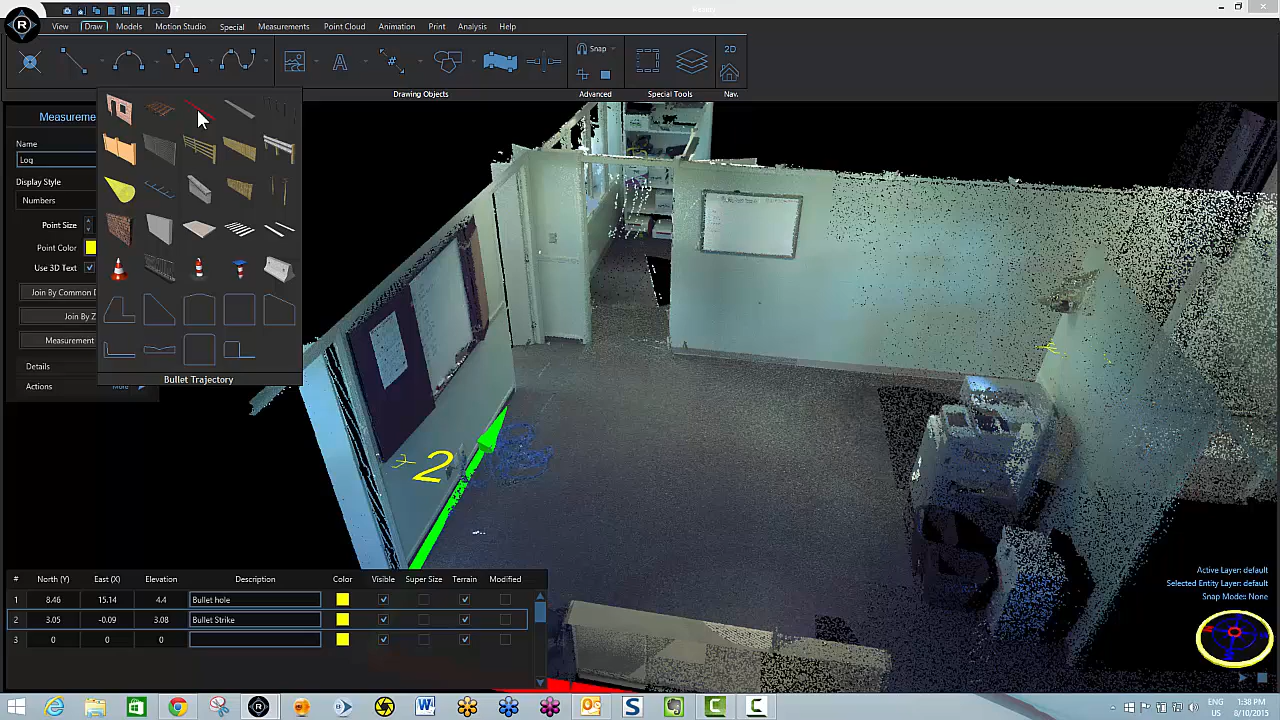 R
View Draw Models Motion Studio Special Measurements Point Cloud Animation Print Analysis Help
Snap
2D
Drawing Objects Advanced Special Tools Nav.
Measurem
Name
Log
Display Style
Numbers
Point Size
Point Color
Use 3D Text
Join By Common D
Join By Z
Measurement
Details
Actions More
Bullet Trajectory
2
# North (Y) East (X) Elevation Description Color Visible Super Size Terrain Modified
1 8.46 15.14 4.4 Bullet hole
2 3.05 -0.09 3.08 Bullet Strike
3 0 0 0
Active Layer: default
Selected Entity Layer: default
Snap Mode: None
ENG 1:38 PM
US 8/10/2015